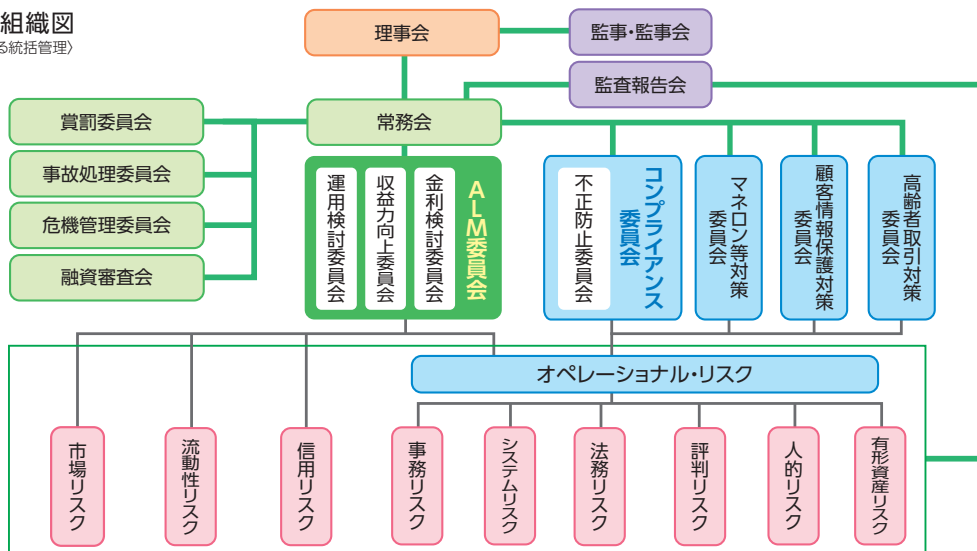 組織図
る統括管理〉
理事会
監事・監事会
監査報告会
常務会
賞罰委員会
事故処理委員会
危機管理委員会
融資審査会
ALM委員会
金利検討委員会
収益力向上委員会
運用検討委員会
コンプライアンス
委員会
不正防止委員会
マネロン等対策
委員会
顧客情報保護対策
委員会
高齢者取引対策
委員会
オペレーショナル・リスク
市場リスク
流動性リスク
信用リスク
事務リスク
システムリスク
法務リスク
評判リスク
人的リスク
有形資産リスク